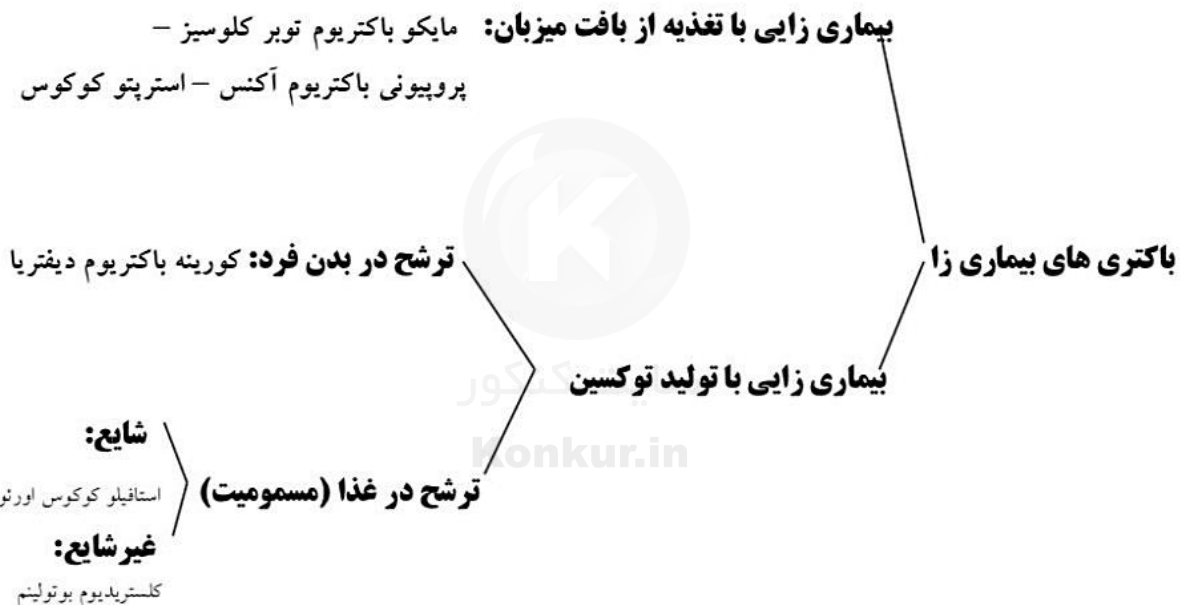 بیماری زایی با تغذیه از بافت میزبان: مایکو باکتریوم توبر کلوسیز –
پروپیونی باکتریوم آکنس – استرپتو کوکوس
باکتری های بیماری زا
ترشح در بدن فرد: کورینه باکتریوم دیفتریا
بیماری زایی با تولید توکسین
کنکور
Konkur.in
شایع:
ترشح در غذا (مسمومیت)
استافیلو کوکوس اورئو
غیرشایع:
کلستریدیوم بوتولینم